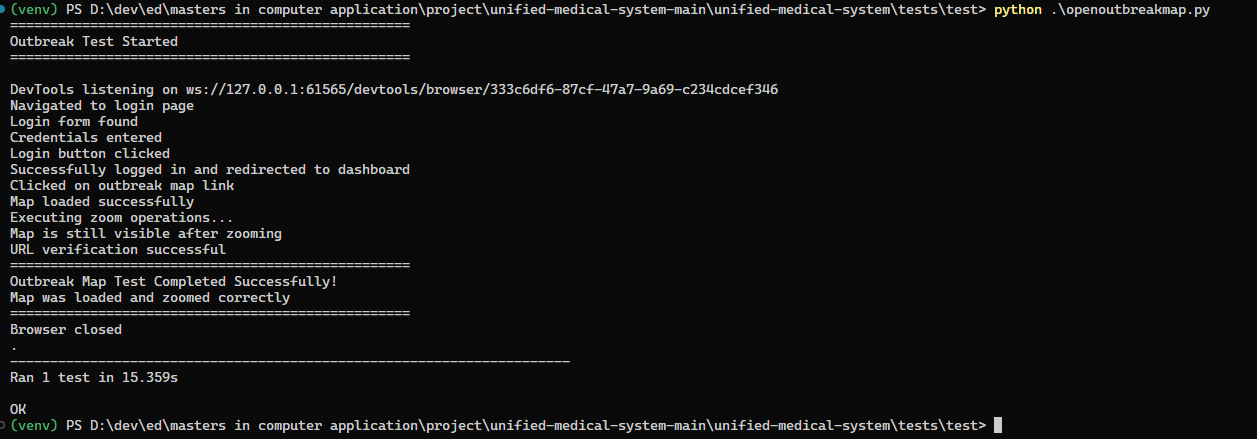 (venv) PS D:\dev\ed\masters in computer application\project\unified-medical-system-main\unified-medical-system\tests\test> python .\openoutbreakmap.py
==================================================
Outbreak Test Started
==================================================
DevTools listening on ws://127.0.0.1:61565/devtools/browser/333c6df6-87cf-47a7-9a69-c234cdcef346
Navigated to login page
Login form found
Credentials entered
Login button clicked
Successfully logged in and redirected to dashboard
Clicked on outbreak map link
Map loaded successfully
Executing zoom operations...
Map is still visible after zooming
URL verification successful
==================================================
Outbreak Map Test Completed Successfully!
Map was loaded and zoomed correctly
==================================================
Browser closed
.
----------------------------------------------------------------------
Ran 1 test in 15.359s
OK
(venv) PS D:\dev\ed\masters in computer application\project\unified-medical-system-main\unified-medical-system\tests\test>